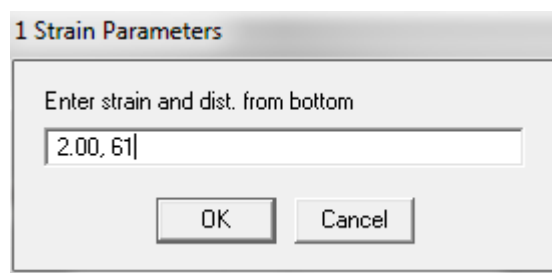 1 Strain Parameters
Enter strain and dist. from bottom
2.00, 61
OK Cancel